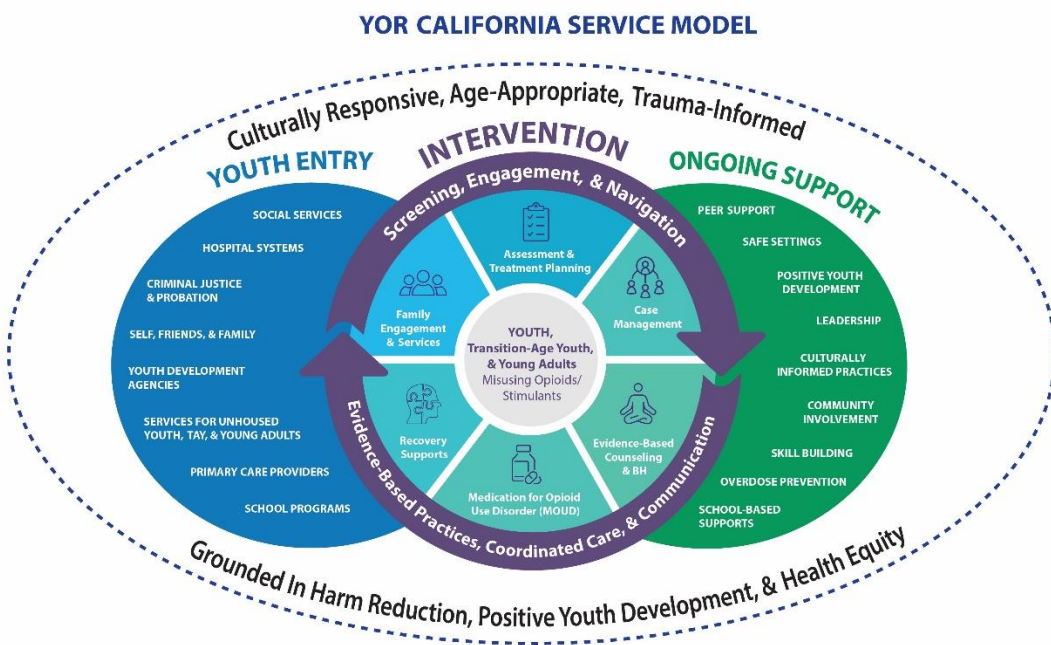 YOR CALIFORNIA SERVICE MODEL
Culturally Responsive, Age-Appropriate, Trauma-Informed
YOUTH ENTRY
SOCIAL SERVICES
HOSPITAL SYSTEMS
CRIMINAL JUSTICE
& PROBATION
SELF, FRIENDS, & FAMILY
YOUTH DEVELOPMENT
AGENCIES
SERVICES FOR UNHOUSED
YOUTH, TAY, & YOUNG ADULTS
PRIMARY CARE PROVIDERS
SCHOOL PROGRAMS
INTERVENTION
Screening, Engagement, & Navigation
Assessment &
Treatment Planning
Family
Engagement
& Services
Case
Management
YOUTH,
Transition-Age Youth,
& Young Adults
Misusing Opioids/
Stimulants
Recovery
Supports
Evidence-Based
Counseling
& BH
Medication for Opioid
Use Disorder (MOUD)
Evidence-Based Practices, Coordinated Care, & Communication
ONGOING SUPPORT
PEER SUPPORT
SAFE SETTINGS
POSITIVE YOUTH
DEVELOPMENT
LEADERSHIP
CULTURALLY
INFORMED PRACTICES
COMMUNITY
INVOLVEMENT
SKILL BUILDING
OVERDOSE PREVENTION
SCHOOL-BASED
SUPPORTS
Grounded In Harm Reduction, Positive Youth Development, & Health Equity